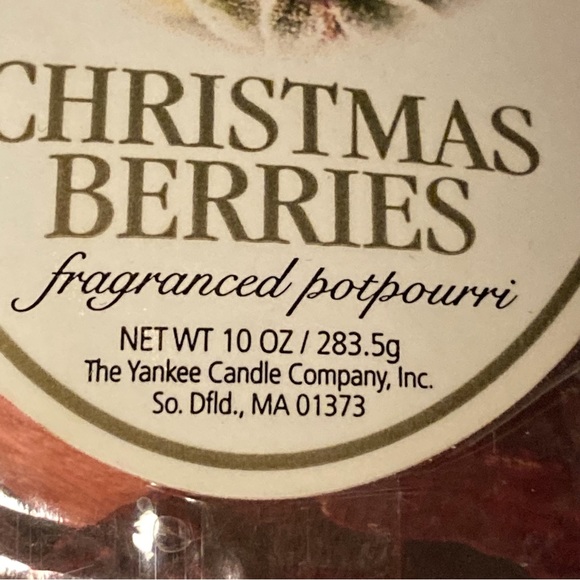 CHRISTMAS
BERRIES
fragranced potpourri
NET WT 10 OZ / 283.5g
The Yankee Candle Company, Inc.
So. Dfld., MA 01373